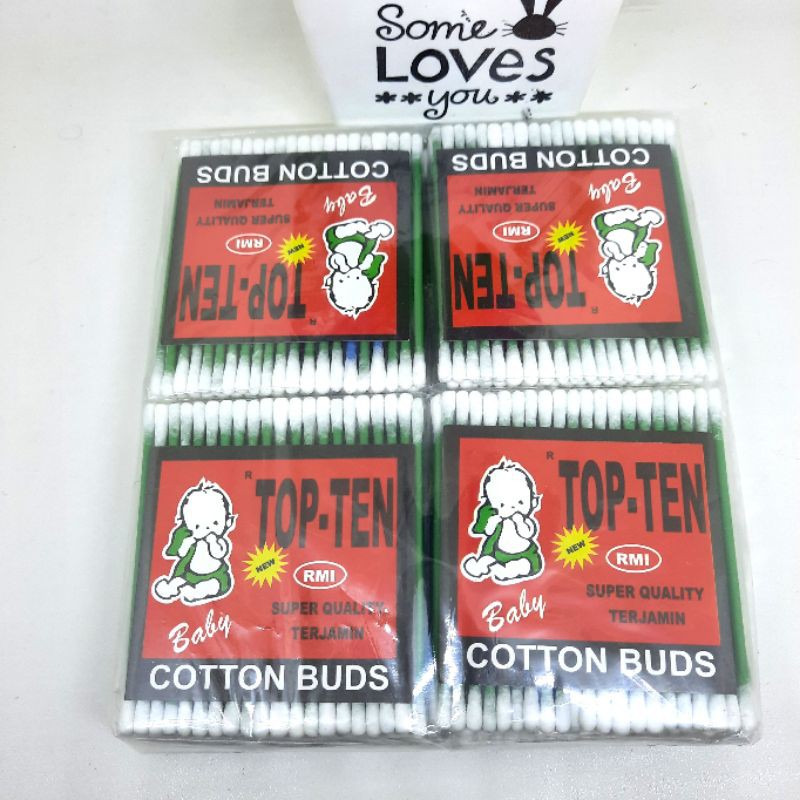 Some
LOVES
you
COTTON BUDS
Baby
SUPER QUALITY
TERJAMIN
RMI
NEW
TOP-TEN
R
COTTON BUDS
Baby
SUPER QUALITY
TERJAMIN
RMI
NEW
TOP-TEN
R
R
TOP-TEN
NEW
RMI
SUPER QUALITY
TERJAMIN
Baby
COTTON BUDS
R
TOP-TEN
NEW
RMI
SUPER QUALITY
TERJAMIN
Baby
COTTON BUDS